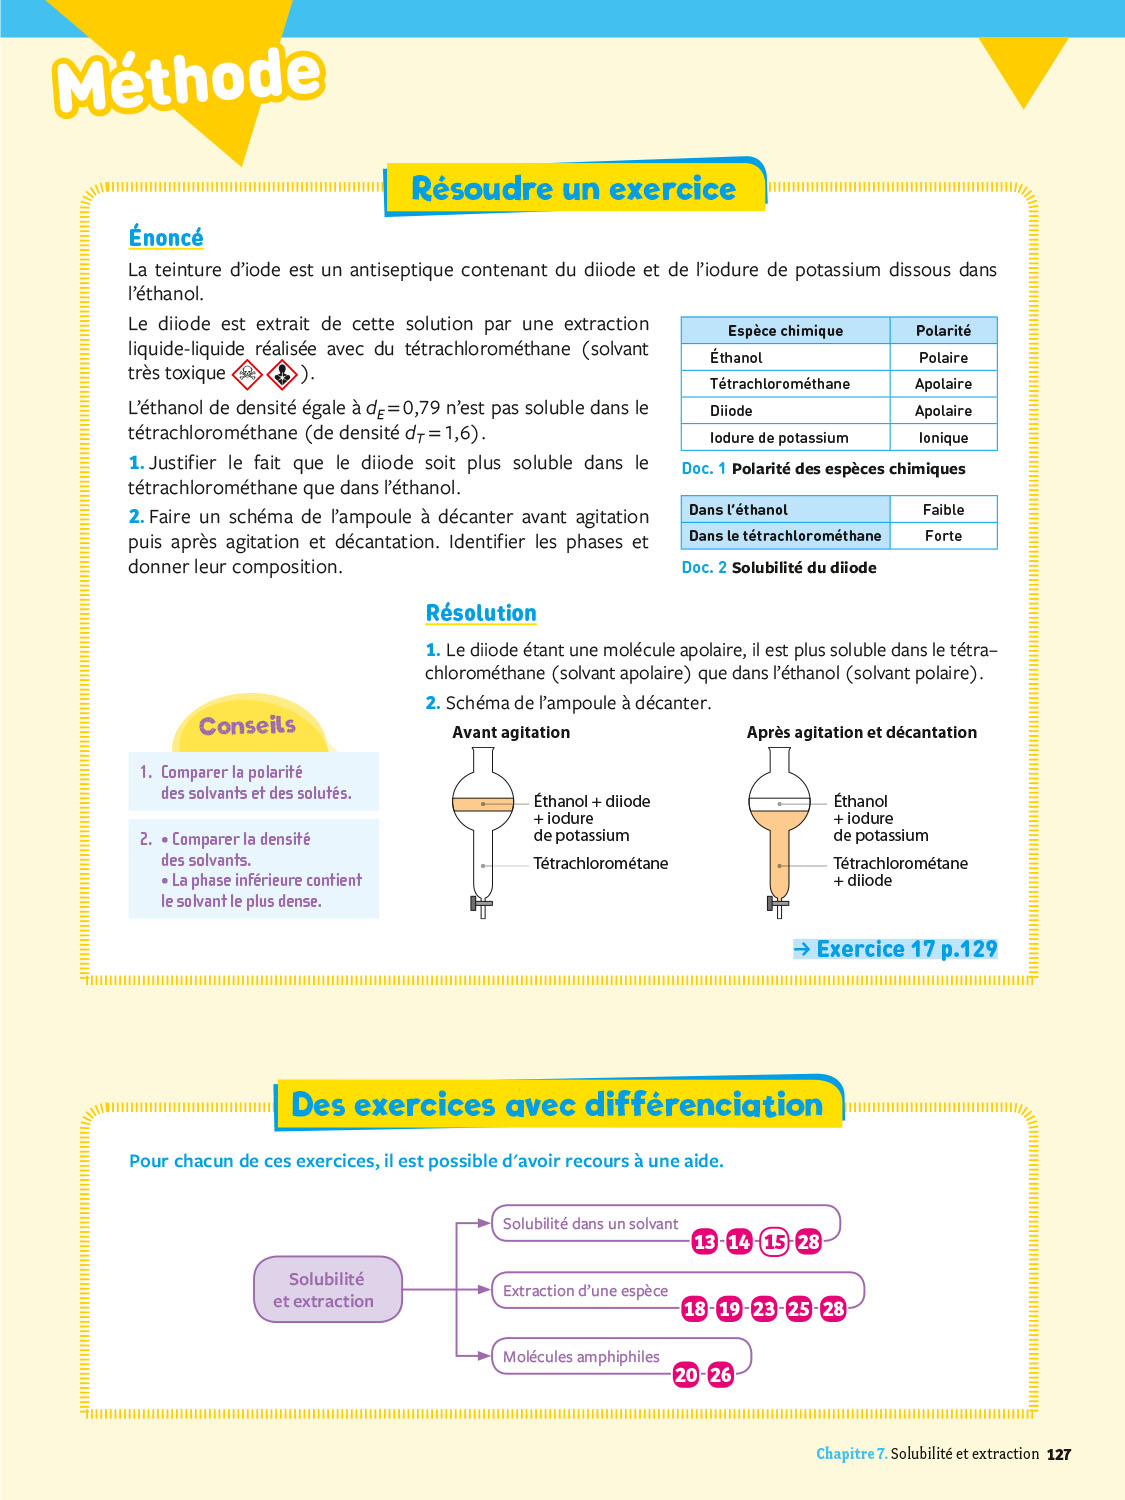 Méthode
Résoudre un exercice
Énoncé
La teinture d'iode est un antiseptique contenant du diiode et de l'iodure de potassium dissous dans
l'éthanol.
Le diiode est extrait de cette solution par une extraction
liquide-liquide réalisée avec du tétrachlorométhane (solvant
très toxique ).
L'éthanol de densité égale à dE = 0,79 n'est pas soluble dans le
tétrachlorométhane (de densité dT = 1,6).
1. Justifier le fait que le diiode soit plus soluble dans le
tétrachlorométhane que dans l'éthanol.
2. Faire un schéma de l'ampoule à décanter avant agitation
puis après agitation et décantation. Identifier les phases et
donner leur composition.
Espèce chimique Polarité
Éthanol Polaire
Tétrachlorométhane Apolaire
Diiode Apolaire
Iodure de potassium Ionique
Doc. 1 Polarité des espèces chimiques
Dans l'éthanol Faible
Dans le tétrachlorométhane Forte
Doc. 2 Solubilité du diiode
Résolution
1. Le diiode étant une molécule apolaire, il est plus soluble dans le tétra-
chlorométhane (solvant apolaire) que dans l'éthanol (solvant polaire).
2. Schéma de l'ampoule à décanter.
Conseils
1. Comparer la polarité
des solvants et des solutés.
2. • Comparer la densité
des solvants.
• La phase inférieure contient
le solvant le plus dense.
Avant agitation
Éthanol + diiode
+ iodure
de potassium
Tétrachlorométane
Après agitation et décantation
Éthanol
+ iodure
de potassium
Tétrachlorométane
+ diiode
→ Exercice 17 p.129
Des exercices avec différenciation
Pour chacun de ces exercices, il est possible d'avoir recours à une aide.
Solubilité
et extraction
Solubilité dans un solvant
13 - 14 - 15 - 28
Extraction d'une espèce
18 - 19 - 23 - 25 - 28
Molécules amphiphiles
20 - 26
Chapitre 7. Solubilité et extraction 127